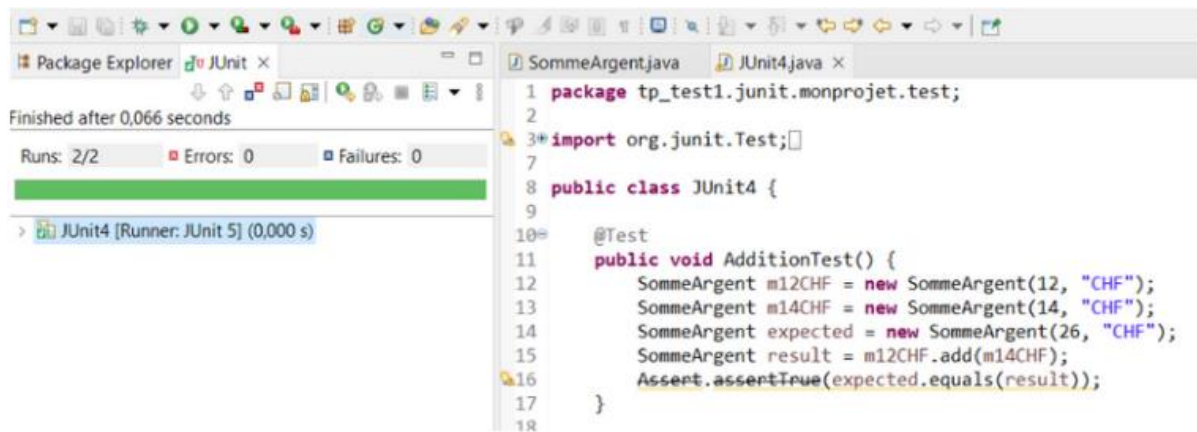 Package Explorer JUnit ×
Finished after 0,066 seconds
Runs: 2/2 Errors: 0 Failures: 0
> JUnit4 [Runner: JUnit 5] (0,000 s)
SommeArgent.java JUnit4.java ×
1 package tp_test1.junit.monprojet.test;
2
3 import org.junit.Test;
7
8 public class JUnit4 {
9
10 @Test
11 public void AdditionTest() {
12 SommeArgent m12CHF = new SommeArgent(12, "CHF");
13 SommeArgent m14CHF = new SommeArgent(14, "CHF");
14 SommeArgent expected = new SommeArgent(26, "CHF");
15 SommeArgent result = m12CHF.add(m14CHF);
16 Assert.assertTrue(expected.equals(result));
17 }
18